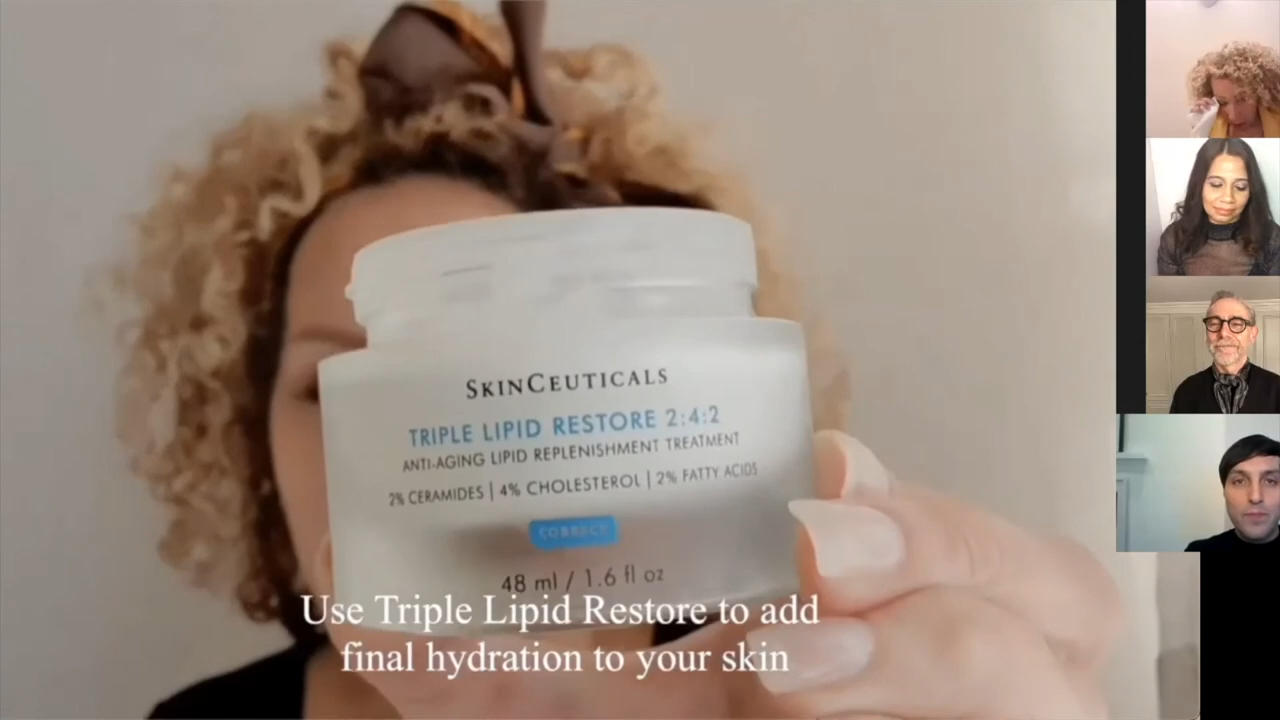 SKINCEUTICALS
TRIPLE LIPID RESTORE 2:4:2
ANTI-AGING LIPID REPLENISHMENT TREATMENT
2% CERAMIDES | 4% CHOLESTEROL | 2% FATTY ACIDS
CORRECT
48 ml / 1.6 fl oz
Use Triple Lipid Restore to add
final hydration to your skin